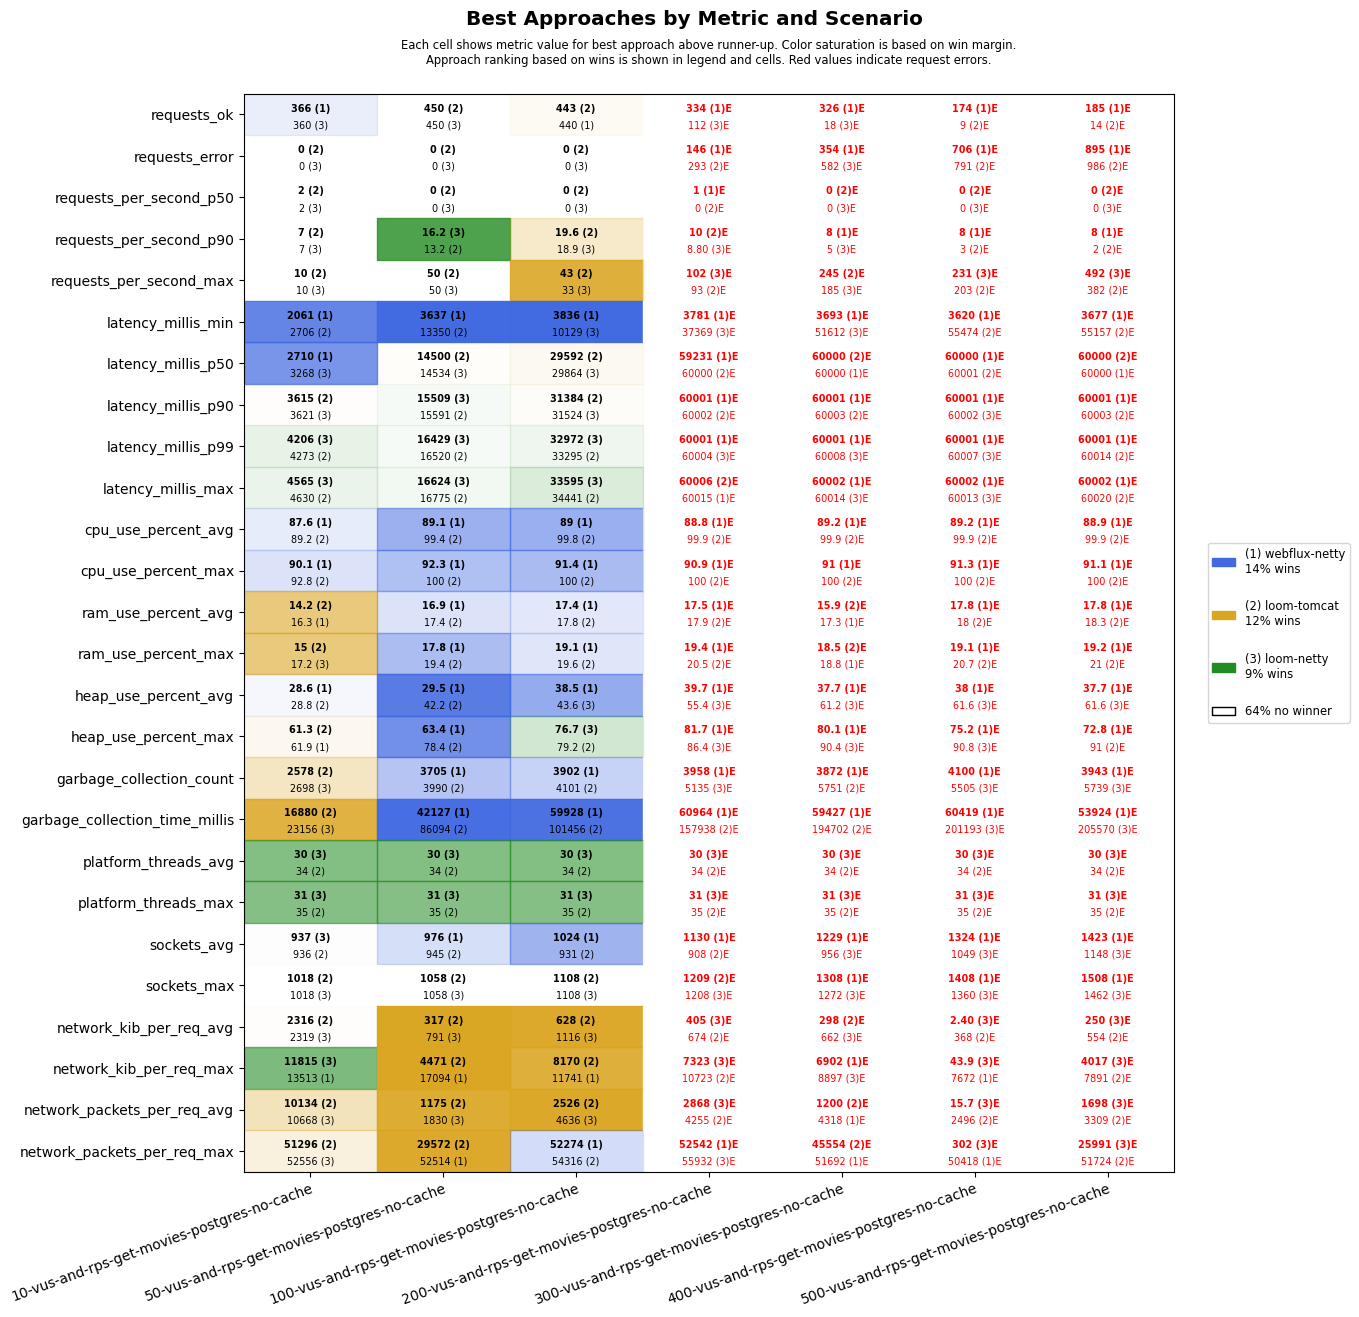 Best Approaches by Metric and Scenario
Each cell shows metric value for best approach above runner-up. Color saturation is based on win margin.
Approach ranking based on wins is shown in legend and cells. Red values indicate request errors.
requests_ok
366 (1) 450 (2) 443 (2) 334 (1)E 326 (1)E 174 (1)E 185 (1)E
360 (3) 450 (3) 440 (1) 112 (3)E 18 (3)E 9 (2)E 14 (2)E
requests_error
0 (2) 0 (2) 0 (2) 146 (1)E 354 (1)E 706 (1)E 895 (1)E
0 (3) 0 (3) 0 (3) 293 (2)E 582 (3)E 791 (2)E 986 (2)E
requests_per_second_p50
2 (2) 0 (2) 0 (2) 1 (1)E 0 (2)E 0 (2)E 0 (2)E
2 (3) 0 (3) 0 (3) 0 (2)E 0 (3)E 0 (3)E 0 (3)E
requests_per_second_p90
7 (2) 16.2 (3) 19.6 (2) 10 (2)E 8 (1)E 8 (1)E 8 (1)E
7 (3) 13.2 (2) 18.9 (3) 8.80 (3)E 5 (3)E 3 (2)E 2 (2)E
requests_per_second_max
10 (2) 50 (2) 43 (2) 102 (3)E 245 (2)E 231 (3)E 492 (3)E
10 (3) 50 (3) 33 (3) 93 (2)E 185 (3)E 203 (2)E 382 (2)E
latency_millis_min
2061 (1) 3637 (1) 3836 (1) 3781 (1)E 3693 (1)E 3620 (1)E 3677 (1)E
2706 (2) 13350 (2) 10129 (3) 37369 (3)E 51612 (3)E 55474 (2)E 55157 (2)E
latency_millis_p50
2710 (1) 14500 (2) 29592 (2) 59231 (1)E 60000 (2)E 60000 (1)E 60000 (2)E
3268 (3) 14534 (3) 29864 (3) 60000 (2)E 60000 (1)E 60001 (2)E 60000 (1)E
latency_millis_p90
3615 (2) 15509 (3) 31384 (2) 60001 (1)E 60001 (1)E 60001 (1)E 60001 (1)E
3621 (3) 15591 (2) 31524 (3) 60002 (2)E 60003 (2)E 60002 (3)E 60003 (2)E
latency_millis_p99
4206 (3) 16429 (3) 32972 (3) 60001 (1)E 60001 (1)E 60001 (1)E 60001 (1)E
4273 (2) 16520 (2) 33295 (2) 60004 (3)E 60008 (3)E 60007 (3)E 60014 (2)E
latency_millis_max
4565 (3) 16624 (3) 33595 (3) 60006 (2)E 60002 (1)E 60002 (1)E 60002 (1)E
4630 (2) 16775 (2) 34441 (2) 60015 (1)E 60014 (3)E 60013 (3)E 60020 (2)E
cpu_use_percent_avg
87.6 (1) 89.1 (1) 89 (1) 88.8 (1)E 89.2 (1)E 89.2 (1)E 88.9 (1)E
89.2 (2) 99.4 (2) 99.8 (2) 99.9 (2)E 99.9 (2)E 99.9 (2)E 99.9 (2)E
cpu_use_percent_max
90.1 (1) 92.3 (1) 91.4 (1) 90.9 (1)E 91 (1)E 91.3 (1)E 91.1 (1)E
92.8 (2) 100 (2) 100 (2) 100 (2)E 100 (2)E 100 (2)E 100 (2)E
ram_use_percent_avg
14.2 (2) 16.9 (1) 17.4 (1) 17.5 (1)E 15.9 (2)E 17.8 (1)E 17.8 (1)E
16.3 (1) 17.4 (2) 17.8 (2) 17.9 (2)E 17.3 (1)E 18 (2)E 18.3 (2)E
ram_use_percent_max
15 (2) 17.8 (1) 19.1 (1) 19.4 (1)E 18.5 (2)E 19.1 (1)E 19.2 (1)E
17.2 (3) 19.4 (2) 19.6 (2) 20.5 (2)E 18.8 (1)E 20.7 (2)E 21 (2)E
heap_use_percent_avg
28.6 (1) 29.5 (1) 38.5 (1) 39.7 (1)E 37.7 (1)E 38 (1)E 37.7 (1)E
28.8 (2) 42.2 (2) 43.6 (3) 55.4 (3)E 61.2 (3)E 61.6 (3)E 61.6 (3)E
heap_use_percent_max
61.3 (2) 63.4 (1) 76.7 (3) 81.7 (1)E 80.1 (1)E 75.2 (1)E 72.8 (1)E
61.9 (1) 78.4 (2) 79.2 (2) 86.4 (3)E 90.4 (3)E 90.8 (3)E 91 (2)E
garbage_collection_count
2578 (2) 3705 (1) 3902 (1) 3958 (1)E 3872 (1)E 4100 (1)E 3943 (1)E
2698 (3) 3990 (2) 4101 (2) 5135 (3)E 5751 (2)E 5505 (3)E 5739 (3)E
garbage_collection_time_millis
16880 (2) 42127 (1) 59928 (1) 60964 (1)E 59427 (1)E 60419 (1)E 53924 (1)E
23156 (3) 86094 (2) 101456 (2) 157938 (2)E 194702 (2)E 201193 (3)E 205570 (3)E
platform_threads_avg
30 (3) 30 (3) 30 (3) 30 (3)E 30 (3)E 30 (3)E 30 (3)E
34 (2) 34 (2) 34 (2) 34 (2)E 34 (2)E 34 (2)E 34 (2)E
platform_threads_max
31 (3) 31 (3) 31 (3) 31 (3)E 31 (3)E 31 (3)E 31 (3)E
35 (2) 35 (2) 35 (2) 35 (2)E 35 (2)E 35 (2)E 35 (2)E
sockets_avg
937 (3) 976 (1) 1024 (1) 1130 (1)E 1229 (1)E 1324 (1)E 1423 (1)E
936 (2) 945 (2) 931 (2) 908 (2)E 956 (3)E 1049 (3)E 1148 (3)E
sockets_max
1018 (2) 1058 (2) 1108 (2) 1209 (2)E 1308 (1)E 1408 (1)E 1508 (1)E
1018 (3) 1058 (3) 1108 (3) 1208 (3)E 1272 (3)E 1360 (3)E 1462 (3)E
network_kib_per_req_avg
2316 (2) 317 (2) 628 (2) 405 (3)E 298 (2)E 2.40 (3)E 250 (3)E
2319 (3) 791 (3) 1116 (3) 674 (2)E 662 (3)E 368 (2)E 554 (2)E
network_kib_per_req_max
11815 (3) 4471 (2) 8170 (2) 7323 (3)E 6902 (1)E 43.9 (3)E 4017 (3)E
13513 (1) 17094 (1) 11741 (1) 10723 (2)E 8897 (3)E 7672 (1)E 7891 (2)E
network_packets_per_req_avg
10134 (2) 1175 (2) 2526 (2) 2868 (3)E 1200 (2)E 15.7 (3)E 1698 (3)E
10668 (3) 1830 (3) 4636 (3) 4255 (2)E 4318 (1)E 2496 (2)E 3309 (2)E
network_packets_per_req_max
51296 (2) 29572 (2) 52274 (1) 52542 (1)E 45554 (2)E 302 (3)E 25991 (3)E
52556 (3) 52514 (1) 54316 (2) 55932 (3)E 51692 (1)E 50418 (1)E 51724 (2)E
10-vus-and-rps-get-movies-postgres-no-cache
50-vus-and-rps-get-movies-postgres-no-cache
100-vus-and-rps-get-movies-postgres-no-cache
200-vus-and-rps-get-movies-postgres-no-cache
300-vus-and-rps-get-movies-postgres-no-cache
400-vus-and-rps-get-movies-postgres-no-cache
500-vus-and-rps-get-movies-postgres-no-cache
(1) webflux-netty
14% wins
(2) loom-tomcat
12% wins
(3) loom-netty
9% wins
64% no winner